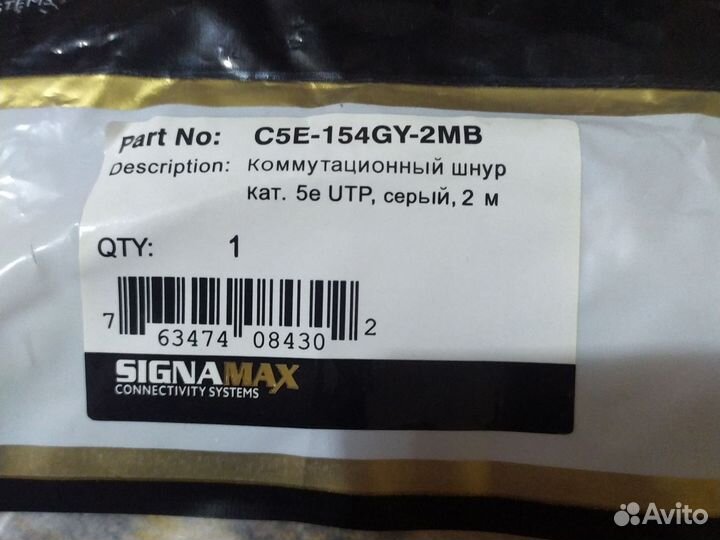 STEMS
Part No: C5E-154GY-2MB
Description: Коммутационный шнур
кат. 5e UTP, серый, 2 м
QTY: 1
7 63474 08430 2
SIGNAMAX
CONNECTIVITY SYSTEMS
Avito